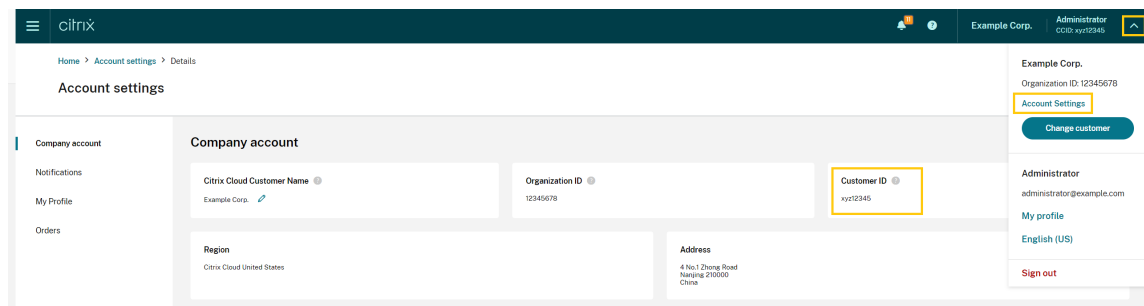 citrix
11
?
Example Corp.
Administrator
CCID: xyz12345
Home > Account settings > Details
Account settings
Example Corp.
Organization ID: 12345678
Account Settings
Change customer
Administrator
administrator@example.com
My profile
English (US)
Sign out
Company account
Notifications
My Profile
Orders
Company account
Citrix Cloud Customer Name ?
Example Corp.
Organization ID ?
12345678
Customer ID ?
xyz12345
Region
Citrix Cloud United States
Address
4 No.1 Zhong Road
Nanjing 210000
China